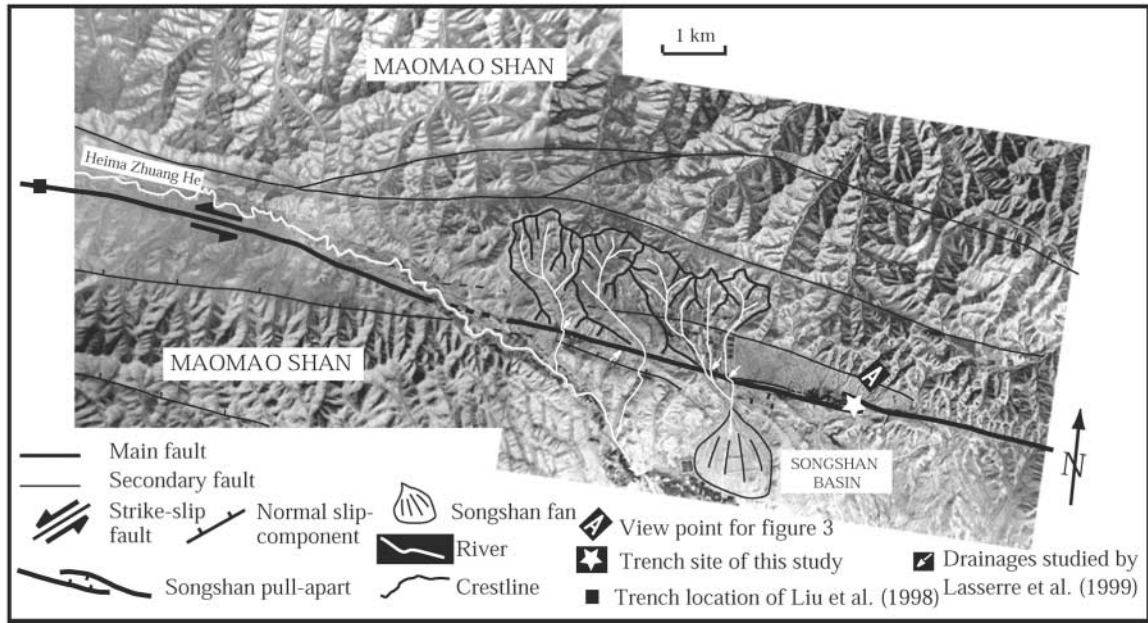 1 km
MAOMAO SHAN
Heima Zhuang He
A
MAOMAO SHAN
SONGSHAN
BASIN
N
Main fault
Secondary fault
Strike-slip
fault
Normal slip-
component
Songshan pull-apart
Songshan fan
River
Crestline
A View point for figure 3
Trench site of this study
Trench location of Liu et al. (1998)
Drainages studied by
Lasserre et al. (1999)